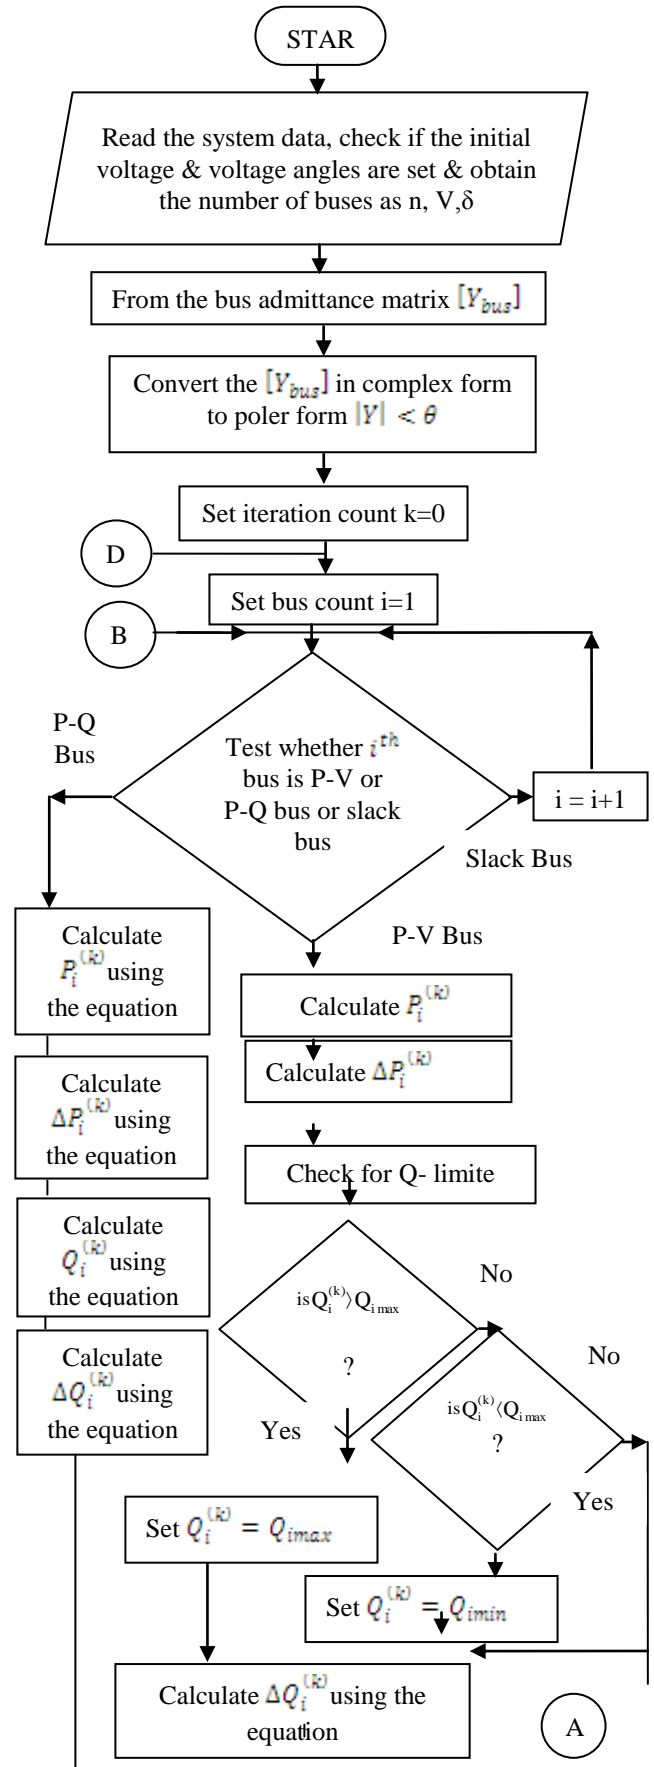 STAR
Read the system data, check if the initial
voltage & voltage angles are set & obtain
the number of buses as n, V,δ
From the bus admittance matrix [Y_bus]
Convert the [Y_bus] in complex form
to poler form |Y| < θ
Set iteration count k=0
D
Set bus count i=1
B
P-Q
Bus
Test whether i^th
bus is P-V or
P-Q bus or slack
bus
i = i+1
Slack Bus
P-V Bus
Calculate
P_i^(k) using
the equation
Calculate P_i^(k)
Calculate ΔP_i^(k)
Calculate
ΔP_i^(k) using
the equation
Check for Q- limite
Calculate
Q_i^(k) using
the equation
is Q_i^(k) ⟩ Q_i max
?
No
Calculate
ΔQ_i^(k) using
the equation
Yes
is Q_i^(k) ⟨ Q_i max
?
No
Yes
Set Q_i^(k) = Q_imax
Set Q_i^(k) = Q_imin
Calculate ΔQ_i^(k) using the
equation
A